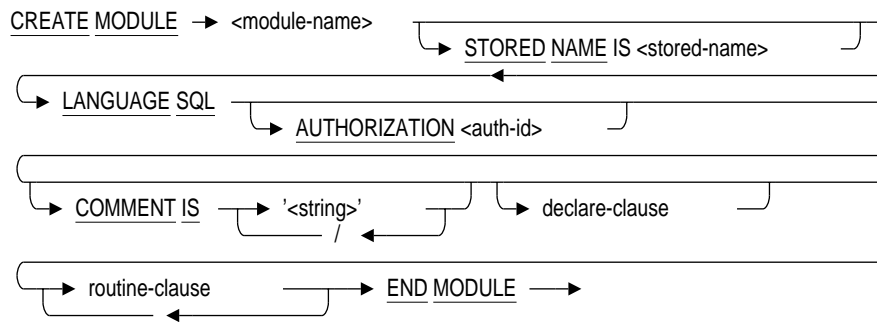 CREATE MODULE <module-name>
STORED NAME IS <stored-name>
LANGUAGE SQL
AUTHORIZATION <auth-id>
COMMENT IS '<string>' declare-clause
/
routine-clause END MODULE